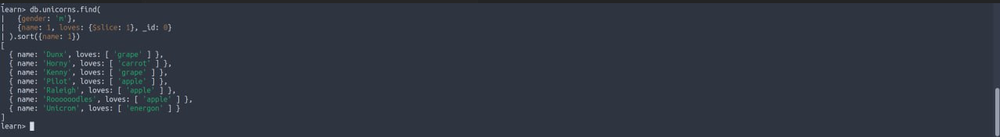 learn> db.unicorns.find(
|   {gender: 'm'},
|   {name: 1, loves: {$slice: 1}, _id: 0}
| ).sort({name: 1})
[
  { name: 'Dunx', loves: [ 'grape' ] },
  { name: 'Horny', loves: [ 'carrot' ] },
  { name: 'Kenny', loves: [ 'grape' ] },
  { name: 'Pilot', loves: [ 'apple' ] },
  { name: 'Raleigh', loves: [ 'apple' ] },
  { name: 'Roooooodles', loves: [ 'apple' ] },
  { name: 'Unicrom', loves: [ 'energon' ] }
]
learn>